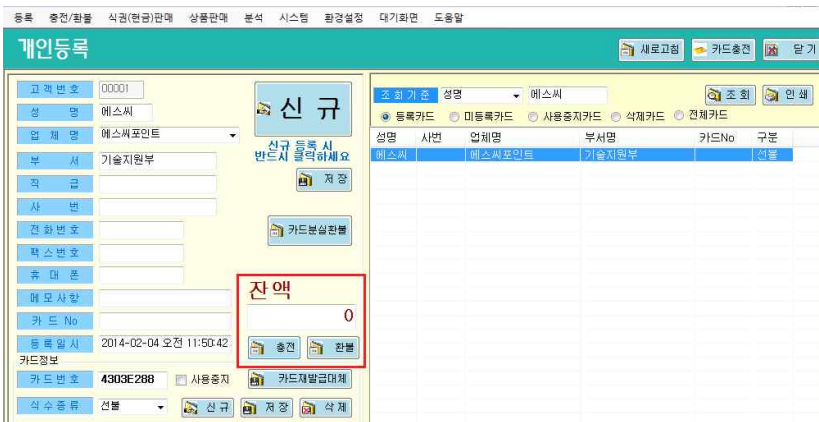 등록 충전/환불 식권(현금)판매 상품판매 분석 시스템 환경설정 대기화면 도움말
개인등록 새로고침 카드충전 닫기
고객번호 00001
성 명 에스씨
업 체 명 에스씨포인트
부 서 기술지원부
직 급
사 번
전화번호
팩스번호
휴 대 폰
메모사항
카 드 No
등록일시 2014-02-04 오전 11:50:42
신 규
신규 등록 시
반드시 클릭하세요
저 장
카드분실환불
잔액
0
충전 환불
카드정보
카드번호 4303E288 사용중지 카드재발급대체
식수종류 선불 신 규 저 장 삭 제
조회기준 성명 에스씨 조 회 인 쇄
등록카드 미등록카드 사용중지카드 삭제카드 전체카드
성명 사번 업체명 부서명 카드No 구분
에스씨 에스씨포인트 기술지원부 선불